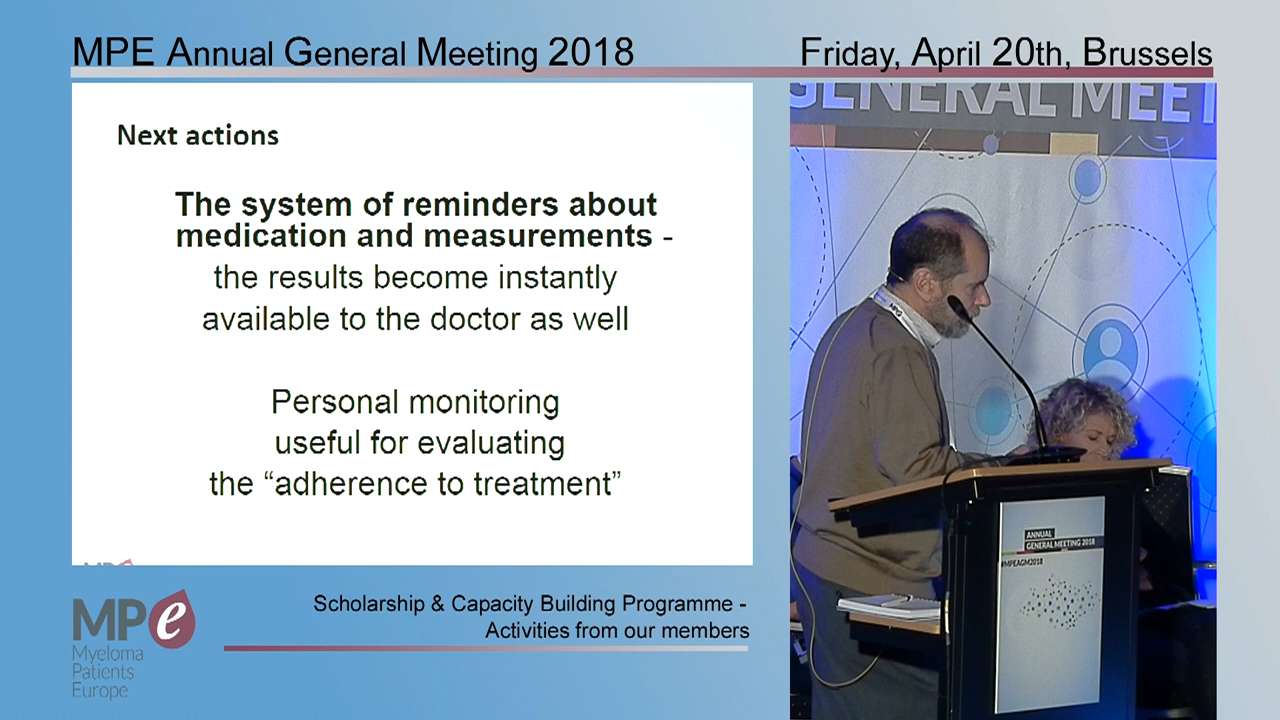 MPE Annual General Meeting 2018
Friday, April 20th, Brussels
Next actions
The system of reminders about
medication and measurements -
the results become instantly
available to the doctor as well
Personal monitoring
useful for evaluating
the “adherence to treatment”
MPe
Myeloma
Patients
Europe
Scholarship & Capacity Building Programme -
Activities from our members
GENERAL MEET
ANNUAL
GENERAL MEETING 2018
#MPEAGM2018